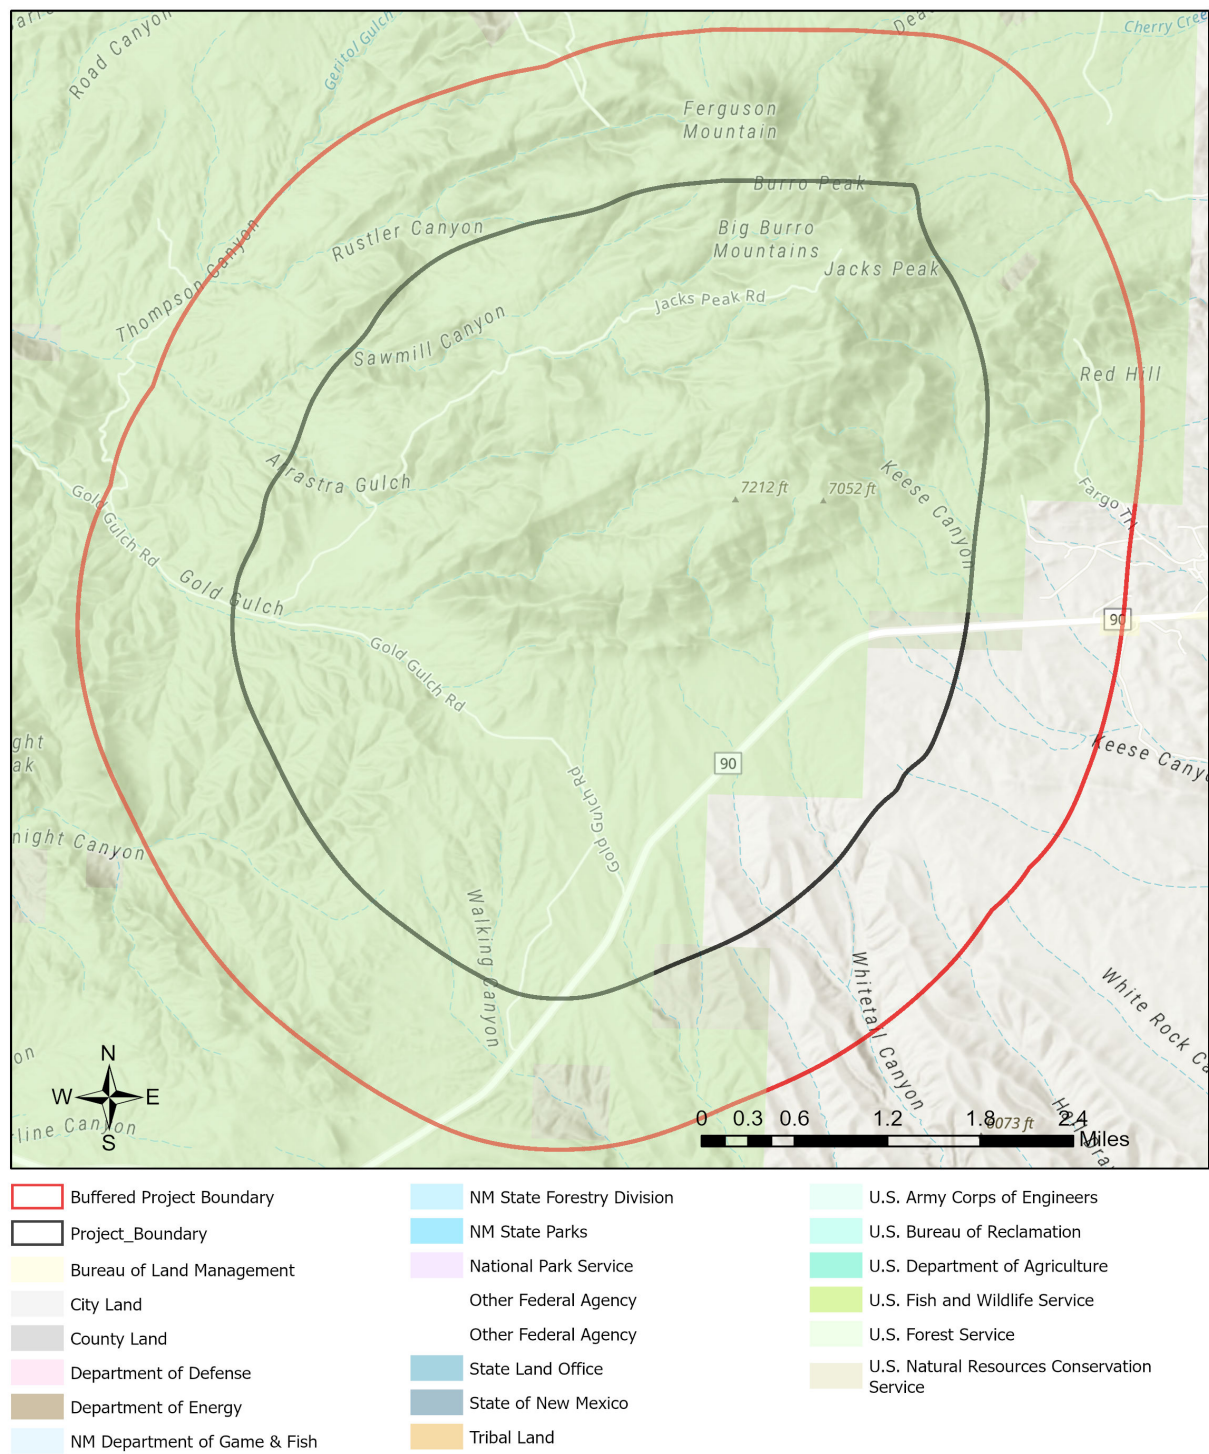 Road Canyon
Geritol Gulch
Cherry Cree
Ferguson
Mountain
Burro Peak
Rustler Canyon
Big Burro
Mountains
Jacks Peak
Thompson Canyon
Jacks Peak Rd
Sawmill Canyon
Red Hill
Arrastra Gulch
7212 ft
7052 ft
Keese Canyon
Gold Gulch Rd
Fargo Trl
Gold Gulch
90
Gold Gulch Rd
ght
ak
Keese Canyo
90
Gold Gulch Rd
night Canyon
Walking Canyon
Whitetail Canyon
White Rock Ca
on
N
W E
S
tline Canyon
0 0.3 0.6 1.2 1.8 2.4
Miles
6073 ft
Buffered Project Boundary
Project_Boundary
Bureau of Land Management
City Land
County Land
Department of Defense
Department of Energy
NM Department of Game & Fish
NM State Forestry Division
NM State Parks
National Park Service
Other Federal Agency
Other Federal Agency
State Land Office
State of New Mexico
Tribal Land
U.S. Army Corps of Engineers
U.S. Bureau of Reclamation
U.S. Department of Agriculture
U.S. Fish and Wildlife Service
U.S. Forest Service
U.S. Natural Resources Conservation
Service